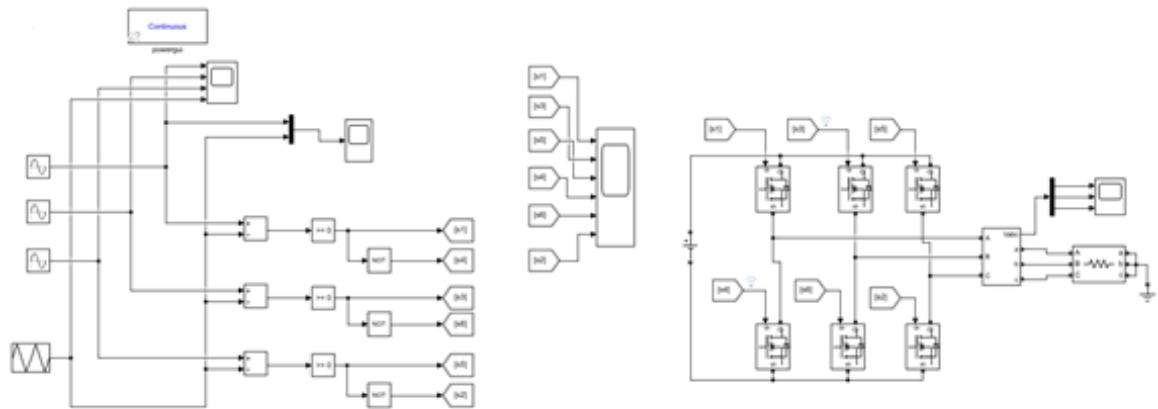 Continuous
powergui
>= 0
[s1]
NOT
[s4]
>= 0
[s3]
NOT
[s6]
>= 0
[s5]
NOT
[s2]
[s1]
[s3]
[s5]
[s4]
[s6]
[s2]
[s1]
[s3]
[s5]
[s4]
[s6]
[s2]
A
B
C
Vabc
a
b
c
A
B
C
a
b
c